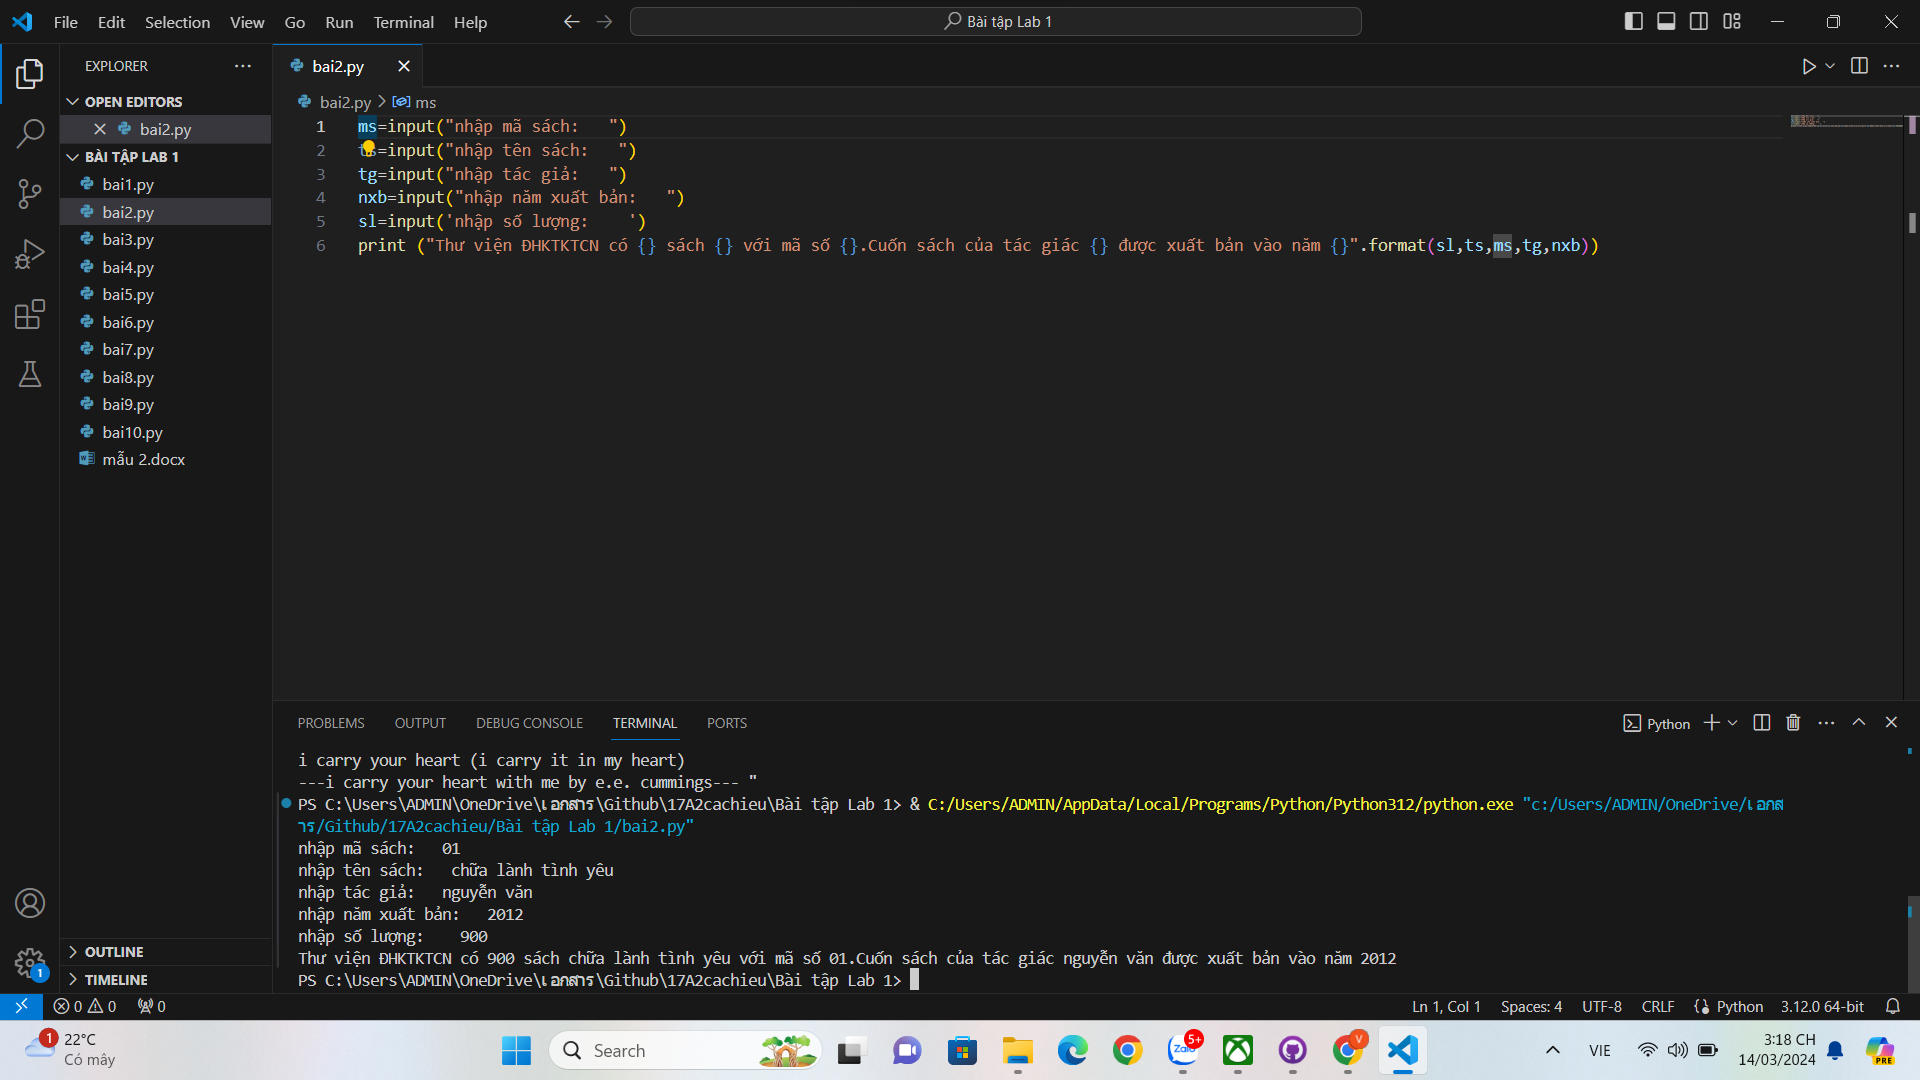 File Edit Selection View Go Run Terminal Help
Bài tập Lab 1
EXPLORER
OPEN EDITORS
bai2.py
BÀI TẬP LAB 1
bai1.py
bai2.py
bai3.py
bai4.py
bai5.py
bai6.py
bai7.py
bai8.py
bai9.py
bai10.py
mẫu 2.docx
OUTLINE
TIMELINE
bai2.py
bai2.py > ms
1 ms=input("nhập mã sách:   ")
2 ts=input("nhập tên sách:   ")
3 tg=input("nhập tác giả:   ")
4 nxb=input("nhập năm xuất bản:   ")
5 sl=input('nhập số lượng:    ')
6 print ("Thư viện ĐHKTKTCN có {} sách {} với mã số {}.Cuốn sách của tác giác {} được xuất bản vào năm {}".format(sl,ts,ms,tg,nxb))
PROBLEMS OUTPUT DEBUG CONSOLE TERMINAL PORTS
Python
i carry your heart (i carry it in my heart)
---i carry your heart with me by e.e. cummings--- "
PS C:\Users\ADMIN\OneDrive\เอกสาร\Github\17A2cachieu\Bài tập Lab 1> & C:/Users/ADMIN/AppData/Local/Programs/Python/Python312/python.exe "c:/Users/ADMIN/OneDrive/เอกส
าร/Github/17A2cachieu/Bài tập Lab 1/bai2.py"
nhập mã sách:   01
nhập tên sách:   chữa lành tình yêu
nhập tác giả:   nguyễn văn
nhập năm xuất bản:   2012
nhập số lượng:    900
Thư viện ĐHKTKTCN có 900 sách chữa lành tình yêu với mã số 01.Cuốn sách của tác giác nguyễn văn được xuất bản vào năm 2012
PS C:\Users\ADMIN\OneDrive\เอกสาร\Github\17A2cachieu\Bài tập Lab 1>
1
0 0 0
Ln 1, Col 1 Spaces: 4 UTF-8 CRLF Python 3.12.0 64-bit
1
22°C
Có mây
Search
Zalo 5+
V
VIE
3:18 CH
14/03/2024
PRE